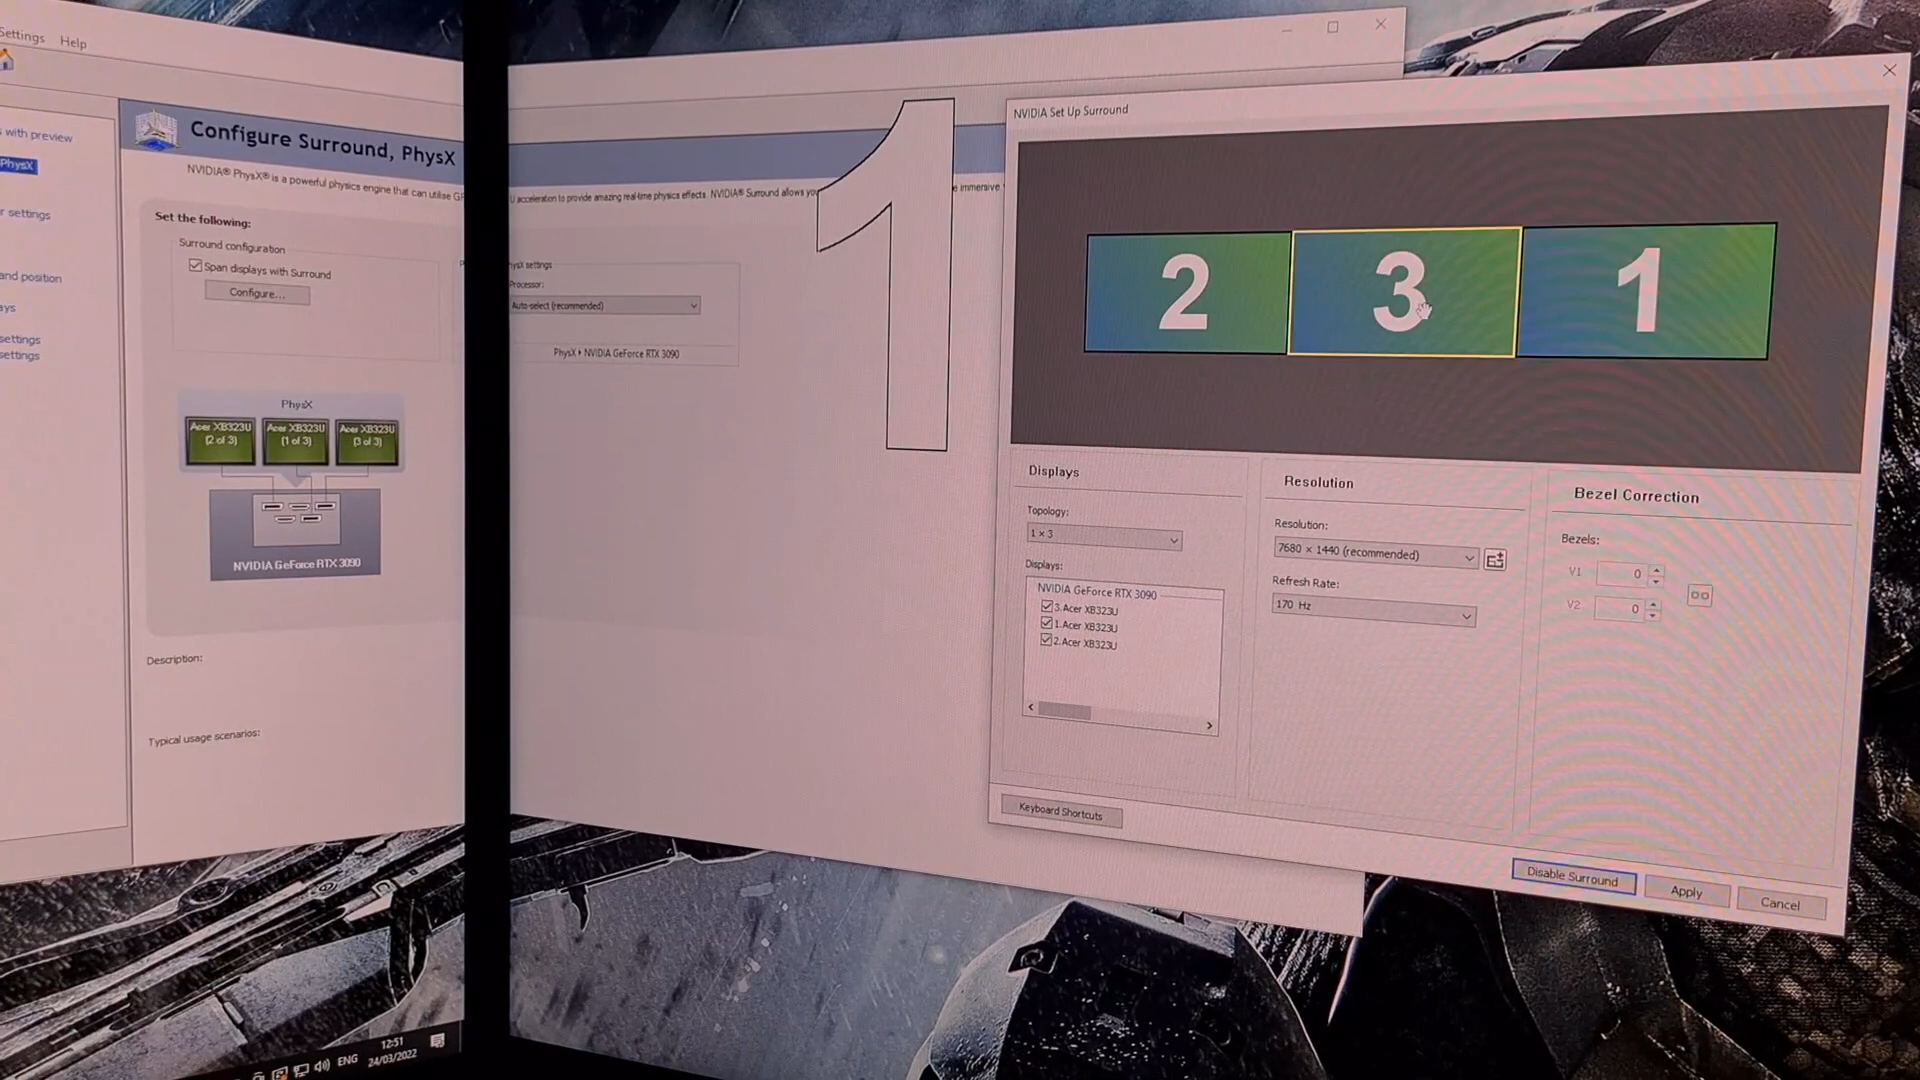 Settings Help
s with preview
PhysX
r settings
and position
ays
settings
settings
Configure Surround, PhysX
NVIDIA® PhysX® is a powerful physics engine that can utilise GPU acceleration to provide amazing real-time physics effects. NVIDIA® Surround allows you
e immersive
Set the following:
Surround configuration
Span displays with Surround
Configure...
PhysX settings
Processor:
Auto-select (recommended)
PhysX > NVIDIA GeForce RTX 3090
PhysX
Acer XB323U
(2 of 3)
Acer XB323U
(1 of 3)
Acer XB323U
(3 of 3)
NVIDIA GeForce RTX 3090
Description:
Typical usage scenarios:
12:51
ENG
24/03/2022
1
NVIDIA Set Up Surround
2 3 1
Displays
Topology:
1 × 3
Displays:
NVIDIA GeForce RTX 3090
3.Acer XB323U
1.Acer XB323U
2.Acer XB323U
Resolution
Resolution:
7680 × 1440 (recommended)
Refresh Rate:
170 Hz
Bezel Correction
Bezels:
V1 0
V2 0
Keyboard Shortcuts
Disable Surround
Apply
Cancel